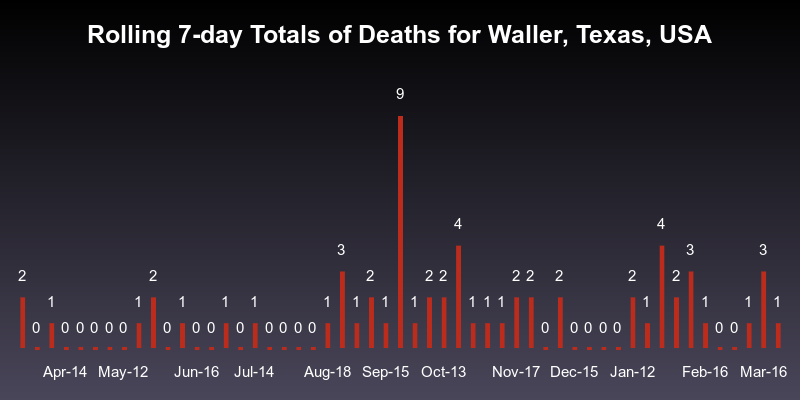 Rolling 7-day Totals of Deaths for Waller, Texas, USA
9
4 4
3 3 3
2 2 2 2 2 2 2 2 2 2
1 1 1 1 1 1 1 1 1 1 1 1 1 1 1 1
0 0 0 0 0 0 0 0 0 0 0 0 0 0 0 0 0 0 0 0 0
Apr-14 May-12 Jun-16 Jul-14 Aug-18 Sep-15 Oct-13 Nov-17 Dec-15 Jan-12 Feb-16 Mar-16